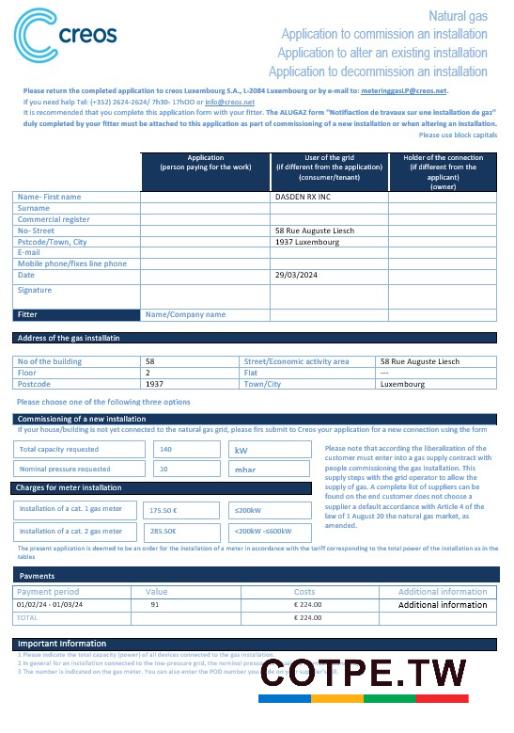 creos
Natural gas
Application to commission an installation
Application to alter an existing installation
Application to decommission an installation
Please return the completed application to creos Luxembourg S.A., L-2084 Luxembourg or by e-mail to: meteringgasLP@creos.net.
If you need help Tel: (+352) 2624-2624/ 7h30- 17hOO or info@creos.net
It is recommended that you complete this application form with your fitter. The ALUGA2 form "Notifiaction de travaux sur une installation de gaz"
duly completed by your fitter must be attached to this application as part of commissioning of a new installation or when altering an installation.
Please use block capitals
Application
(person paying for the work)
User of the grid
(if different from the application)
(consumer/tenant)
Holder of the connection
(if different from the
applicant)
(owner)
Name- First name DASDEN RX INC
Surname
Commercial register
No- Street 58 Rue Auguste Liesch
Pstcode/Town, City 1937 Luxembourg
E-mail
Mobile phone/fixes line phone
Date 29/03/2024
Signature
Fitter Name/Company name
Address of the gas installatin
No of the building 58 Street/Economic activity area 58 Rue Auguste Liesch
Floor 2 Flat ---
Postcode 1937 Town/City Luxembourg
Please choose one of the following three options
Commissioning of a new installation
If your house/building is not yet connected to the natural gas grid, please firs submit to Creos your application for a new connection using the form
Total capacity requested 140 kW
Nominal pressure requested 10 mbar
Charges for meter installation
Installation of a cat. 1 gas meter 175.50 € ≤200kW
Installation of a cat. 2 gas meter 285.50€ <200kW -≤600kW
Please note that according the liberalization of the
customer must enter into a gas supply contract with
people commissioning the gas installation. This
supply steps with the grid operator to allow the
supply of gas. A complete list of suppliers can be
found on the end customer does not choose a
supplier a default accordance with Article 4 of the
law of 1 August 20 the natural gas market, as
amended.
The present application is deemed to be an order for the installation of a meter in accordance with the tariff corresponding to the total power of the installation as in the
tables
Payments
Payment period Value Costs Additional information
01/02/24 - 01/03/24 91 € 224.00 Additional information
TOTAL € 224.00
Important Information
1 Please indicate the total capacity (power) of all devices connected to the gas installation.
2 In general for an installation connected to the low-pressure grid, the nominal
3 The number is indicated on the gas meter. You can also enter the POD number you
COTPE.TW